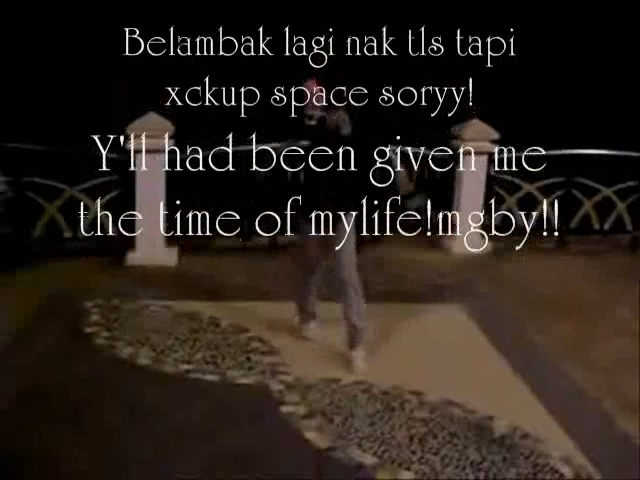 Belambak lagi nak tls tapi
xckup space soryy!
Y'll had been given me
the time of mylife!mgby!!